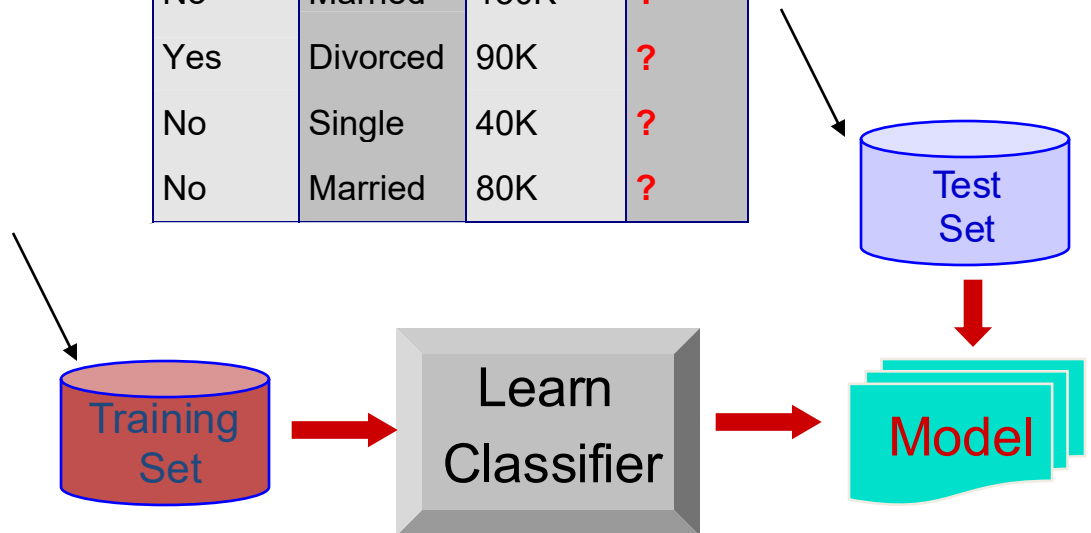 Yes Divorced 90K ?
No Single 40K ?
No Married 80K ?
Test
Set
Training
Set
Learn
Classifier
Model